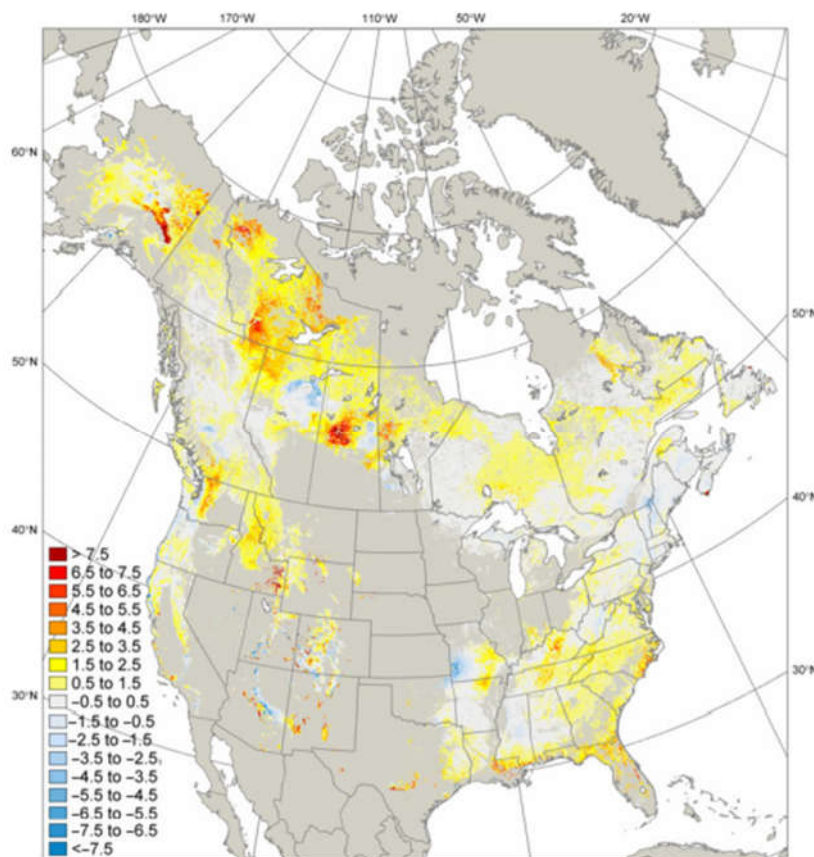 180°W 170°W 110°W 50°W 20°W
60°N
50°N
50°N
40°N
40°N
30°N
30°N
> 7.5
6.5 to 7.5
5.5 to 6.5
4.5 to 5.5
3.5 to 4.5
2.5 to 3.5
1.5 to 2.5
0.5 to 1.5
−0.5 to 0.5
−1.5 to −0.5
−2.5 to −1.5
−3.5 to −2.5
−4.5 to −3.5
−5.5 to −4.5
−6.5 to −5.5
−7.5 to −6.5
<−7.5